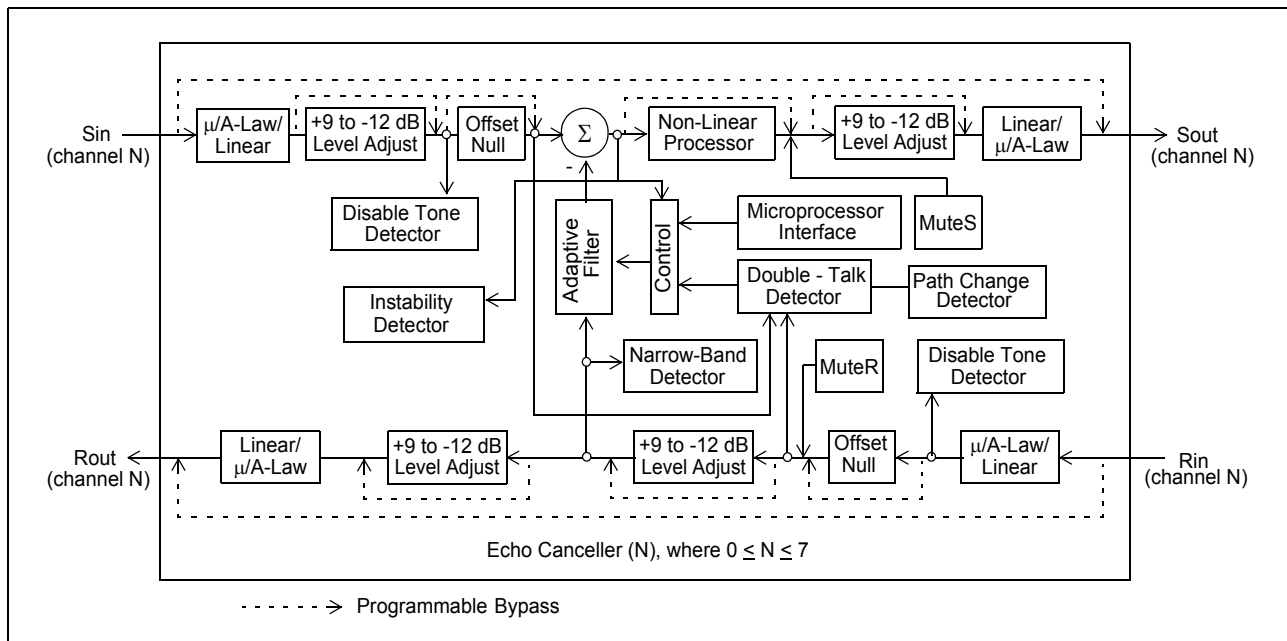 Sin
(channel N)
μ/A-Law/
Linear
+9 to -12 dB
Level Adjust
Offset
Null
Σ
-
Non-Linear
Processor
+9 to -12 dB
Level Adjust
Linear/
μ/A-Law
Sout
(channel N)
Disable Tone
Detector
Adaptive
Filter
Control
Microprocessor
Interface
MuteS
Instability
Detector
Double - Talk
Detector
Path Change
Detector
Narrow-Band
Detector
MuteR
Disable Tone
Detector
Rout
(channel N)
Linear/
μ/A-Law
+9 to -12 dB
Level Adjust
+9 to -12 dB
Level Adjust
Offset
Null
μ/A-Law/
Linear
Rin
(channel N)
Echo Canceller (N), where 0 ≤ N ≤ 7
Programmable Bypass